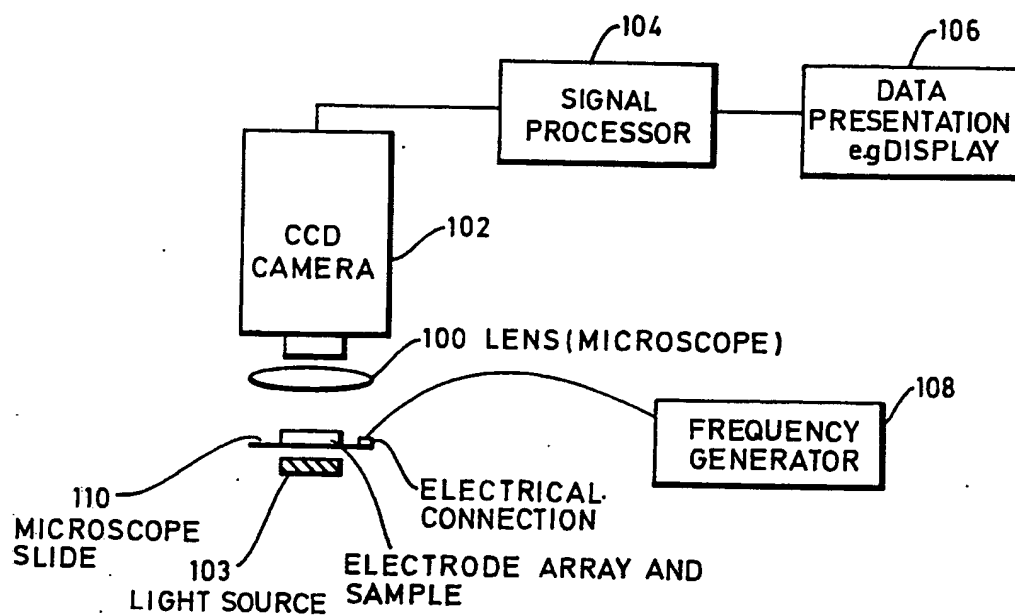 104
106
SIGNAL
PROCESSOR
DATA
PRESENTATION
e.g DISPLAY
CCD
CAMERA
102
100 LENS (MICROSCOPE)
108
FREQUENCY
GENERATOR
110
MICROSCOPE
SLIDE
103
LIGHT SOURCE
ELECTRICAL
CONNECTION
ELECTRODE ARRAY AND
SAMPLE